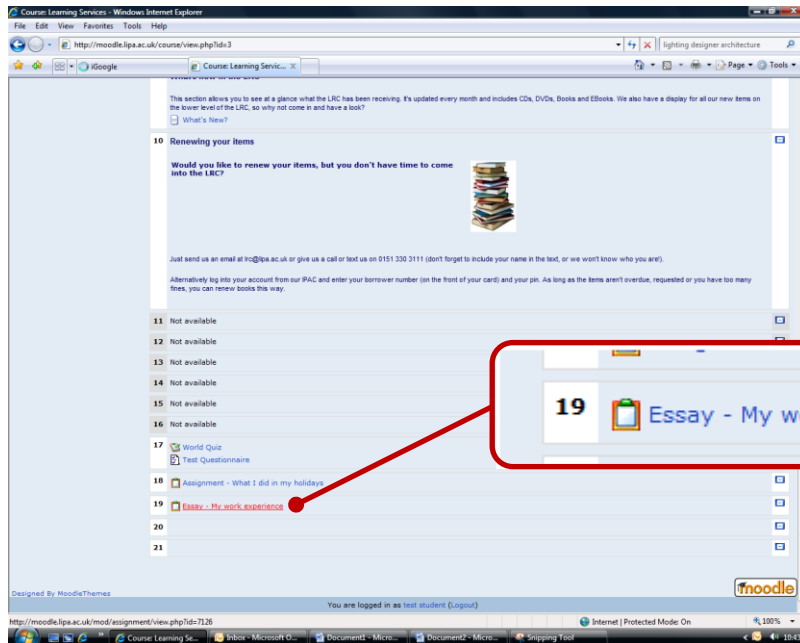 Course: Learning Services - Windows Internet Explorer
File Edit View Favorites Tools Help
http://moodle.lipa.ac.uk/course/view.php?id=3
lighting designer architecture
iGoogle
Course: Learning Servic...
Page Tools
This section allows you to see at a glance what the LRC has been receiving. It's updated every month and includes CDs, DVDs, Books and EBooks. We also have a display for all our new items on
the lower level of the LRC, so why not come in and have a look?
What's New?
10 Renewing your items
Would you like to renew your items, but you don't have time to come
into the LRC?
Just send us an email at lrc@lipa.ac.uk or give us a call or text us on 0151 330 3111 (don't forget to include your name in the text, or we won't know who you are!).
Alternatively log into your account from our IPAC and enter your borrower number (on the front of your card) and your pin. As long as the items aren't overdue, requested or you have too many
fines, you can renew books this way.
11 Not available
12 Not available
13 Not available
14 Not available
15 Not available
16 Not available
19 Essay - My w
17 World Quiz
Test Questionnaire
18 Assignment - What I did in my holidays
19 Essay - My work experience
20
21
moodle
Designed By MoodleThemes
You are logged in as test student (Logout)
http://moodle.lipa.ac.uk/mod/assignment/view.php?id=7126
Internet | Protected Mode: On
100%
Course: Learning Se...
Inbox - Microsoft O...
Document1 - Micro...
Document2 - Micro...
Snipping Tool